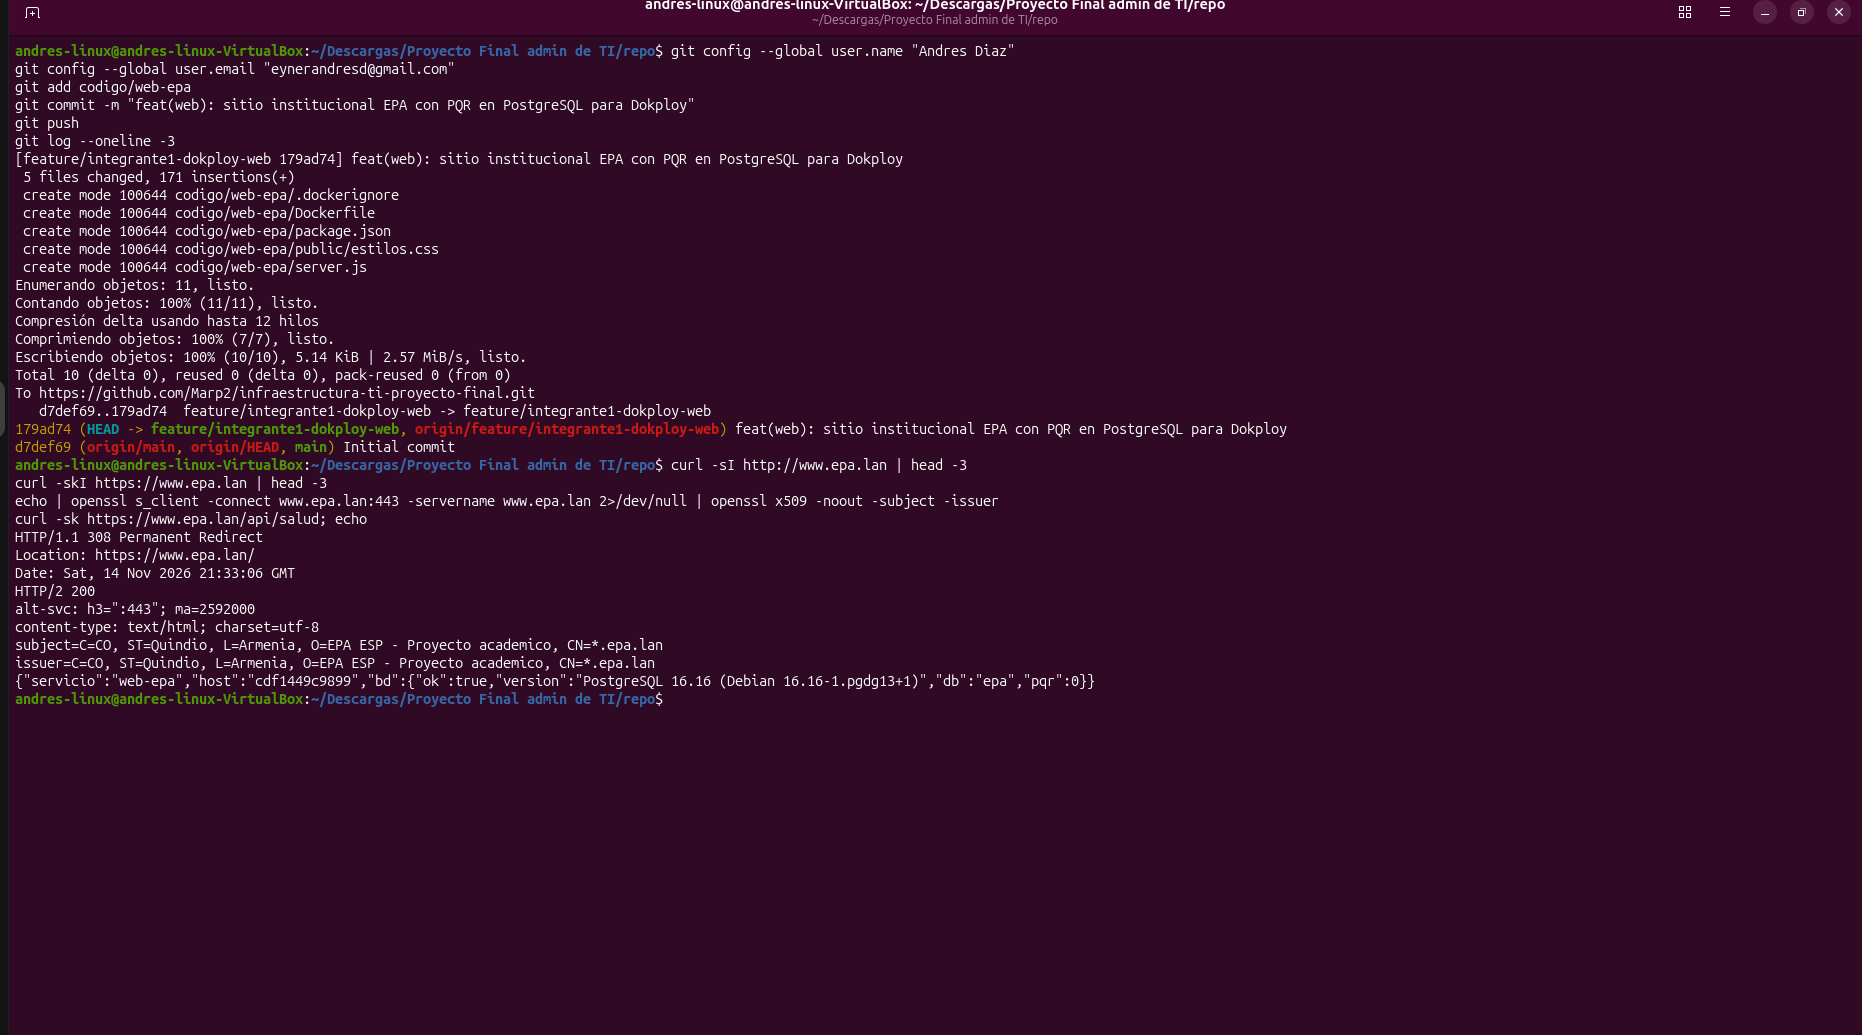 andres-linux@andres-linux-VirtualBox: ~/Descargas/Proyecto Final admin de TI/repo
~/Descargas/Proyecto Final admin de TI/repo
andres-linux@andres-linux-VirtualBox:~/Descargas/Proyecto Final admin de TI/repo$ git config --global user.name "Andres Diaz"
git config --global user.email "eynerandresd@gmail.com"
git add codigo/web-epa
git commit -m "feat(web): sitio institucional EPA con PQR en PostgreSQL para Dokploy"
git push
git log --oneline -3
[feature/integrante1-dokploy-web 179ad74] feat(web): sitio institucional EPA con PQR en PostgreSQL para Dokploy
 5 files changed, 171 insertions(+)
 create mode 100644 codigo/web-epa/.dockerignore
 create mode 100644 codigo/web-epa/Dockerfile
 create mode 100644 codigo/web-epa/package.json
 create mode 100644 codigo/web-epa/public/estilos.css
 create mode 100644 codigo/web-epa/server.js
Enumerando objetos: 11, listo.
Contando objetos: 100% (11/11), listo.
Compresión delta usando hasta 12 hilos
Comprimiendo objetos: 100% (7/7), listo.
Escribiendo objetos: 100% (10/10), 5.14 KiB | 2.57 MiB/s, listo.
Total 10 (delta 0), reused 0 (delta 0), pack-reused 0 (from 0)
To https://github.com/Marp2/infraestructura-ti-proyecto-final.git
   d7def69..179ad74  feature/integrante1-dokploy-web -> feature/integrante1-dokploy-web
179ad74 (HEAD -> feature/integrante1-dokploy-web, origin/feature/integrante1-dokploy-web) feat(web): sitio institucional EPA con PQR en PostgreSQL para Dokploy
d7def69 (origin/main, origin/HEAD, main) Initial commit
andres-linux@andres-linux-VirtualBox:~/Descargas/Proyecto Final admin de TI/repo$ curl -sI http://www.epa.lan | head -3
curl -skI https://www.epa.lan | head -3
echo | openssl s_client -connect www.epa.lan:443 -servername www.epa.lan 2>/dev/null | openssl x509 -noout -subject -issuer
curl -sk https://www.epa.lan/api/salud; echo
HTTP/1.1 308 Permanent Redirect
Location: https://www.epa.lan/
Date: Sat, 14 Nov 2026 21:33:06 GMT
HTTP/2 200
alt-svc: h3=":443"; ma=2592000
content-type: text/html; charset=utf-8
subject=C=CO, ST=Quindio, L=Armenia, O=EPA ESP - Proyecto academico, CN=*.epa.lan
issuer=C=CO, ST=Quindio, L=Armenia, O=EPA ESP - Proyecto academico, CN=*.epa.lan
{"servicio":"web-epa","host":"cdf1449c9899","bd":{"ok":true,"version":"PostgreSQL 16.16 (Debian 16.16-1.pgdg13+1)","db":"epa","pqr":0}}
andres-linux@andres-linux-VirtualBox:~/Descargas/Proyecto Final admin de TI/repo$